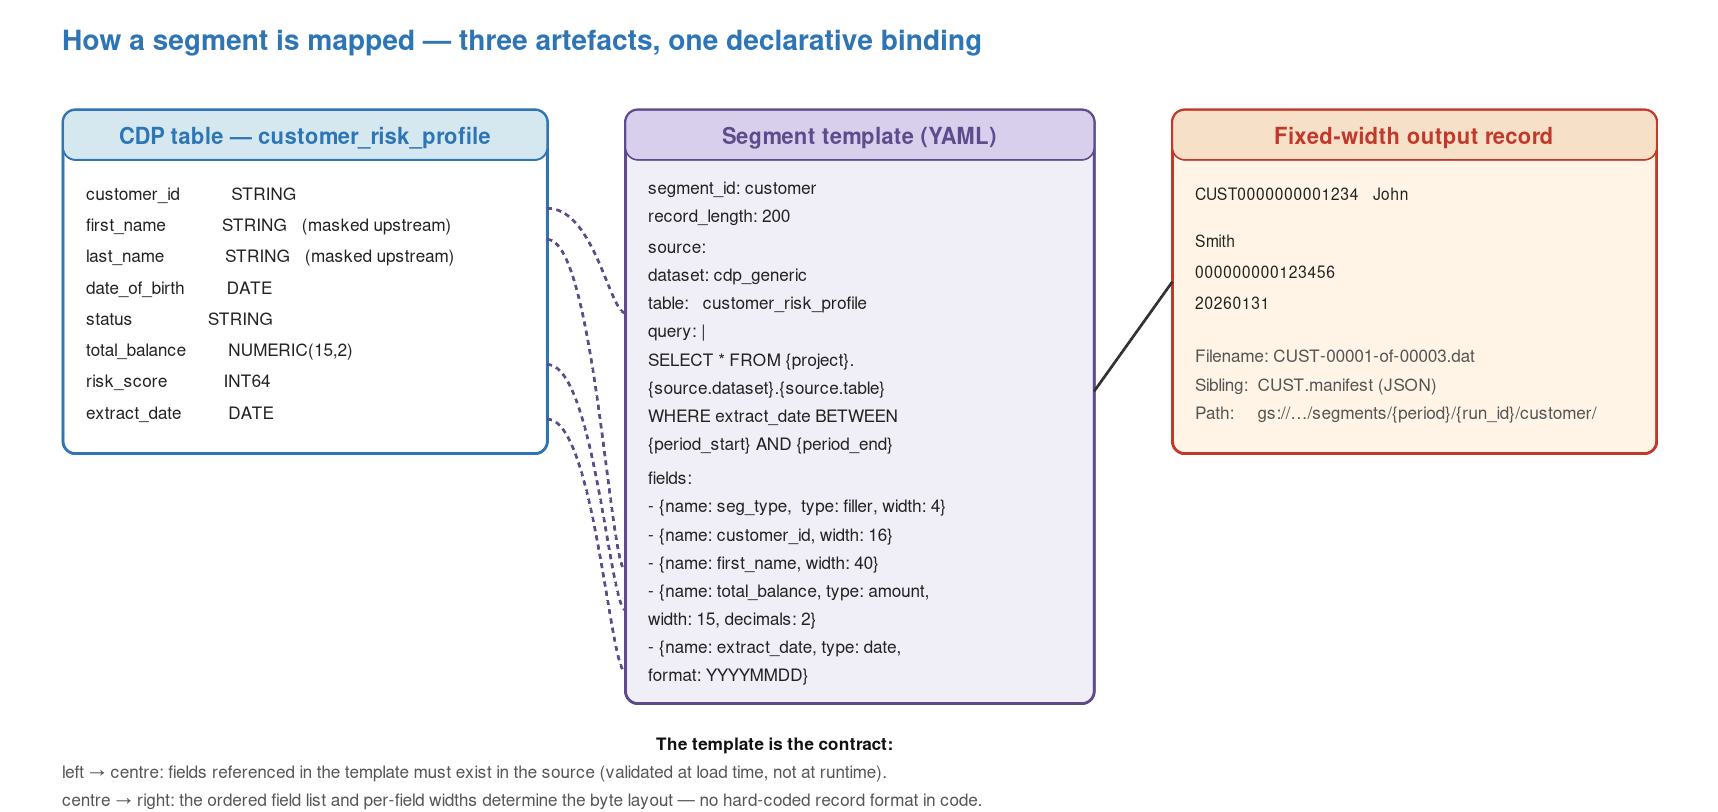 How a segment is mapped — three artefacts, one declarative binding
CDP table — customer_risk_profile
customer_id STRING
first_name STRING (masked upstream)
last_name STRING (masked upstream)
date_of_birth DATE
status STRING
total_balance NUMERIC(15,2)
risk_score INT64
extract_date DATE
Segment template (YAML)
segment_id: customer
record_length: 200
source:
dataset: cdp_generic
table: customer_risk_profile
query: |
SELECT * FROM {project}.
{source.dataset}.{source.table}
WHERE extract_date BETWEEN
{period_start} AND {period_end}
fields:
- {name: seg_type, type: filler, width: 4}
- {name: customer_id, width: 16}
- {name: first_name, width: 40}
- {name: total_balance, type: amount,
width: 15, decimals: 2}
- {name: extract_date, type: date,
format: YYYYMMDD}
Fixed-width output record
CUST0000000001234 John
Smith
000000000123456
20260131
Filename: CUST-00001-of-00003.dat
Sibling: CUST.manifest (JSON)
Path: gs://…/segments/{period}/{run_id}/customer/
The template is the contract:
left → centre: fields referenced in the template must exist in the source (validated at load time, not at runtime).
centre → right: the ordered field list and per-field widths determine the byte layout — no hard-coded record format in code.